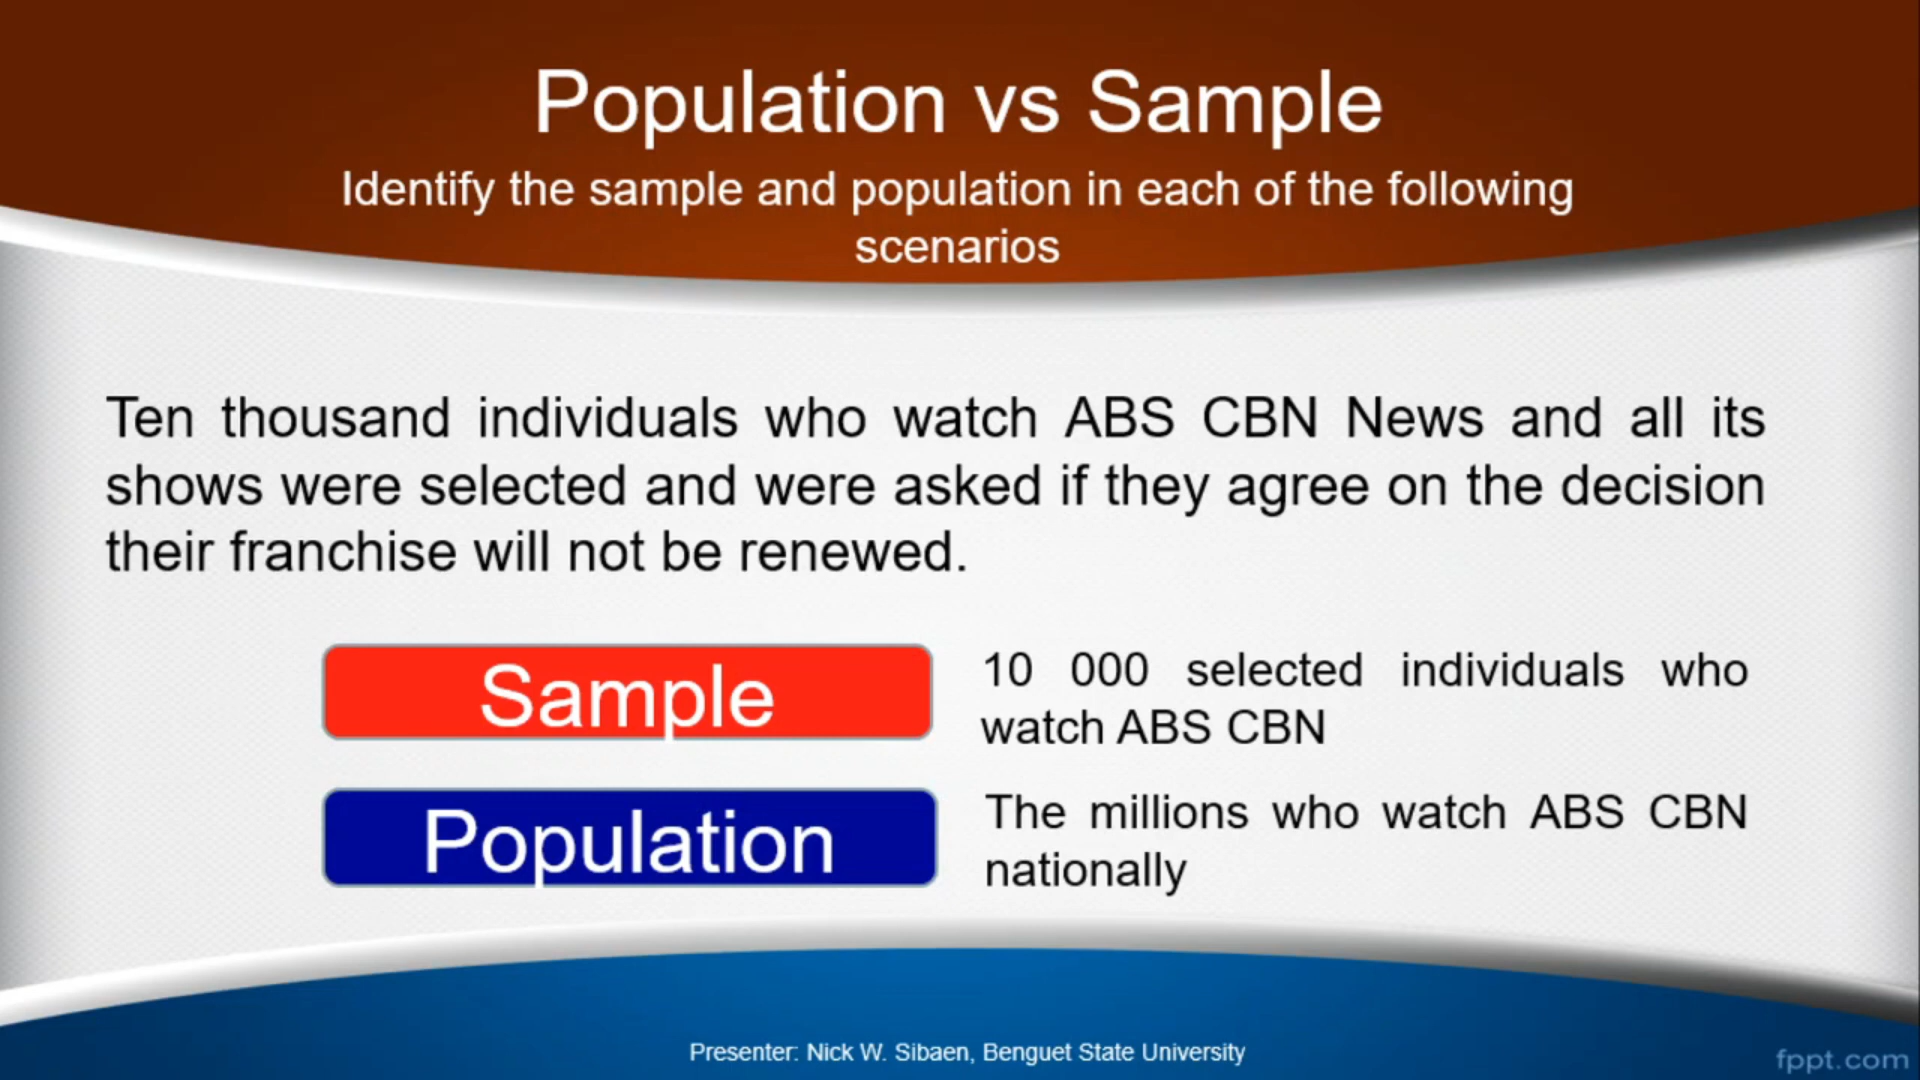 Population vs Sample
Identify the sample and population in each of the following
scenarios
Ten thousand individuals who watch ABS CBN News and all its
shows were selected and were asked if they agree on the decision
their franchise will not be renewed.
Sample
10 000 selected individuals who
watch ABS CBN
Population
The millions who watch ABS CBN
nationally
Presenter: Nick W. Sibaen, Benguet State University
fppt.com